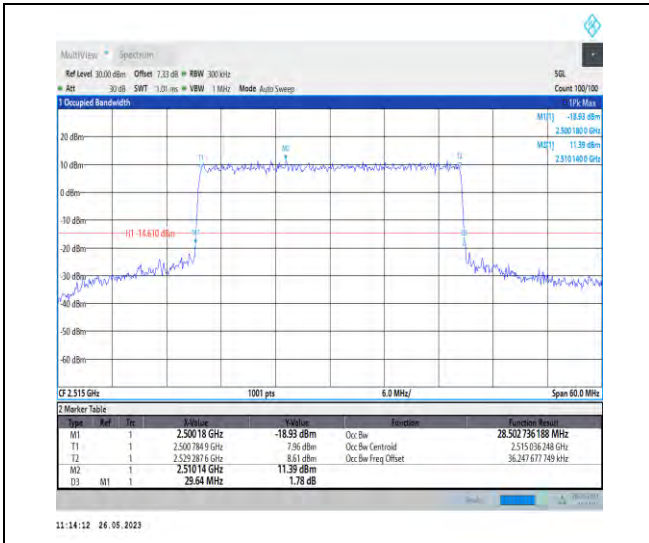 MultiView Spectrum
Ref Level 30.00 dBm Offset 7.33 dB RBW 300 kHz SGL
Att 30 dB SWT 1.01 ms VBW 1 MHz Mode Auto Sweep Count 100/100
1 Occupied Bandwidth 1Pk Max
M1[1] -18.93 dBm
2.500 180 0 GHz
M2[1] 11.39 dBm
2.510 140 0 GHz
20 dBm
T1 M2 T2
10 dBm
0 dBm
-10 dBm
H1 -14.610 dBm
-20 dBm
-30 dBm
-40 dBm
-50 dBm
-60 dBm
CF 2.515 GHz 1001 pts 6.0 MHz/ Span 60.0 MHz
2 Marker Table
Type Ref Trc X-Value Y-Value Function Function Result
M1 1 2.50018 GHz -18.93 dBm Occ Bw 28.502 736 188 MHz
T1 1 2.500 784 9 GHz 7.96 dBm Occ Bw Centroid 2.515 036 248 GHz
T2 1 2.529 287 6 GHz 8.61 dBm Occ Bw Freq Offset 36.247 677 749 kHz
M2 1 2.51014 GHz 11.39 dBm
D3 M1 1 29.64 MHz 1.78 dB
11:14:12 26.05.2023